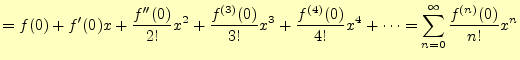 $= f(0) + f'(0)x + \frac{f''(0)}{2!}x^2 + \frac{f^{(3)}(0)}{3!}x^3 + \frac{f^{(4)}(0)}{4!}x^4 + \cdots = \sum_{n=0}^{\infty} \frac{f^{(n)}(0)}{n!}x^n$